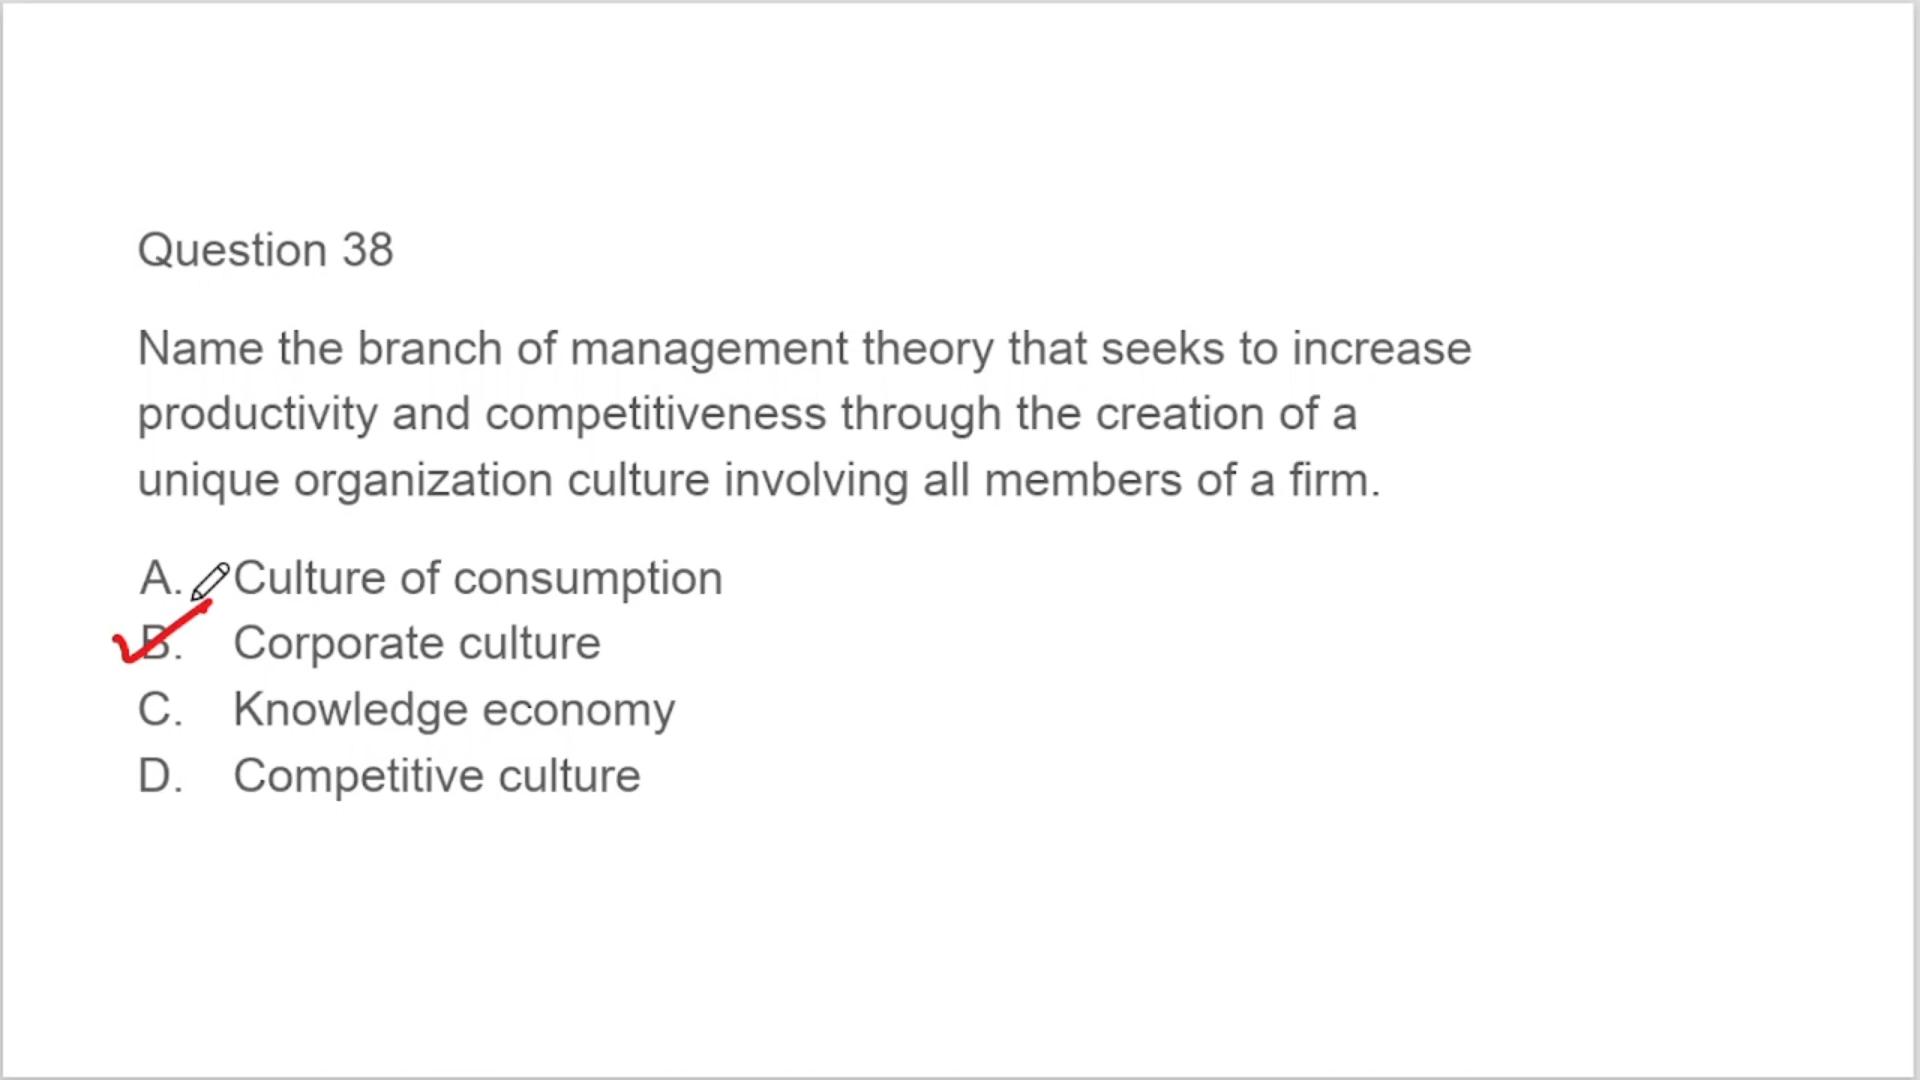 Question 38
Name the branch of management theory that seeks to increase
productivity and competitiveness through the creation of a
unique organization culture involving all members of a firm.
A. Culture of consumption
B. Corporate culture
C. Knowledge economy
D. Competitive culture